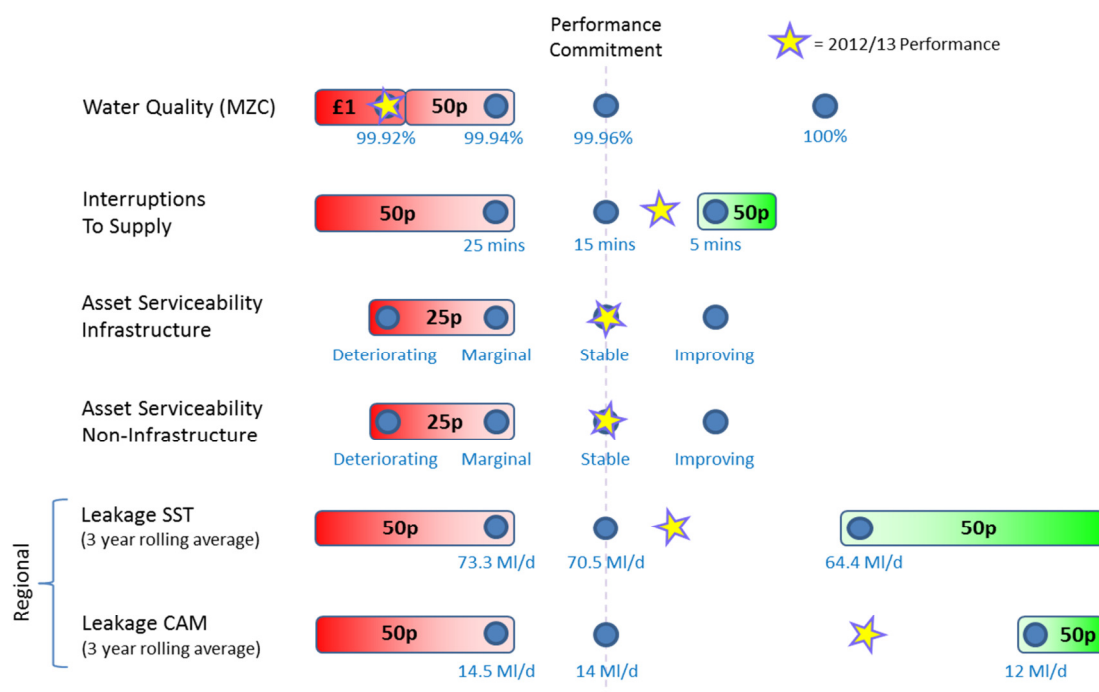 Performance
Commitment
= 2012/13 Performance
Water Quality (MZC)
£1
50p
99.92%
99.94%
99.96%
100%
Interruptions
To Supply
50p
50p
25 mins
15 mins
5 mins
Asset Serviceability
Infrastructure
25p
Deteriorating
Marginal
Stable
Improving
Asset Serviceability
Non-Infrastructure
25p
Deteriorating
Marginal
Stable
Improving
Regional
Leakage SST
(3 year rolling average)
50p
50p
73.3 Ml/d
70.5 Ml/d
64.4 Ml/d
Leakage CAM
(3 year rolling average)
50p
50p
14.5 Ml/d
14 Ml/d
12 Ml/d